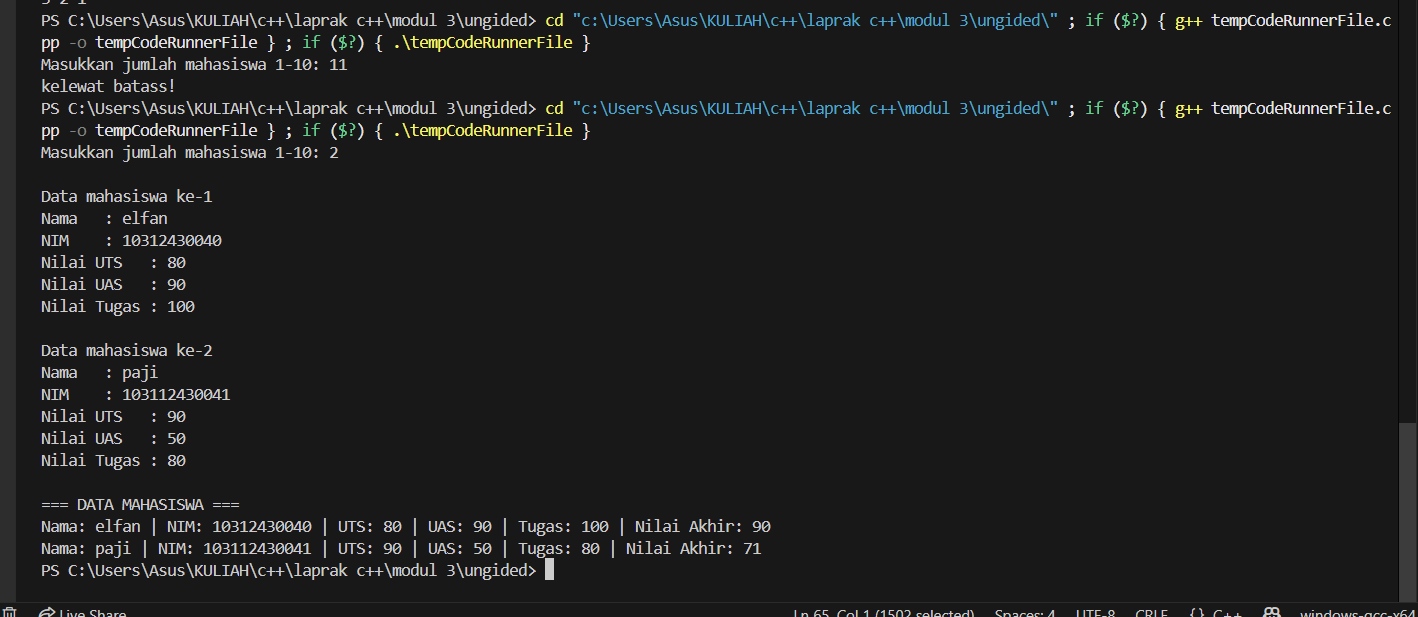 PS C:\Users\Asus\KULIAH\c++\laprak c++\modul 3\ungided> cd "c:\Users\Asus\KULIAH\c++\laprak c++\modul 3\ungided\" ; if ($?) { g++ tempCodeRunnerFile.c
pp -o tempCodeRunnerFile } ; if ($?) { .\tempCodeRunnerFile }
Masukkan jumlah mahasiswa 1-10: 11
kelewat batass!
PS C:\Users\Asus\KULIAH\c++\laprak c++\modul 3\ungided> cd "c:\Users\Asus\KULIAH\c++\laprak c++\modul 3\ungided\" ; if ($?) { g++ tempCodeRunnerFile.c
pp -o tempCodeRunnerFile } ; if ($?) { .\tempCodeRunnerFile }
Masukkan jumlah mahasiswa 1-10: 2
Data mahasiswa ke-1
Nama   : elfan
NIM    : 10312430040
Nilai UTS   : 80
Nilai UAS   : 90
Nilai Tugas : 100
Data mahasiswa ke-2
Nama   : paji
NIM    : 103112430041
Nilai UTS   : 90
Nilai UAS   : 50
Nilai Tugas : 80
=== DATA MAHASISWA ===
Nama: elfan | NIM: 10312430040 | UTS: 80 | UAS: 90 | Tugas: 100 | Nilai Akhir: 90
Nama: paji | NIM: 103112430041 | UTS: 90 | UAS: 50 | Tugas: 80 | Nilai Akhir: 71
PS C:\Users\Asus\KULIAH\c++\laprak c++\modul 3\ungided>
Live Share Ln 65, Col 1 (1502 selected) Spaces: 4 UTF-8 CRLF {} C++ windows-gcc-x64